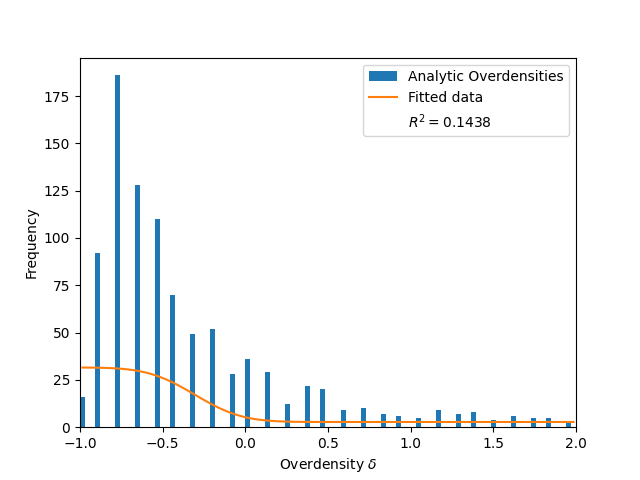 Analytic Overdensities
Fitted data
R² = 0.1438
Frequency
175
150
125
100
75
50
25
0
−1.0 −0.5 0.0 0.5 1.0 1.5 2.0
Overdensity δ